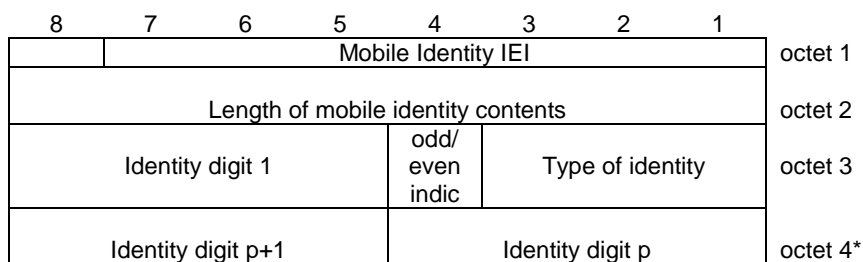 8 7 6 5 4 3 2 1
Mobile Identity IEI octet 1
Length of mobile identity contents octet 2
odd/
Identity digit 1 even Type of identity octet 3
indic
Identity digit p+1 Identity digit p octet 4*